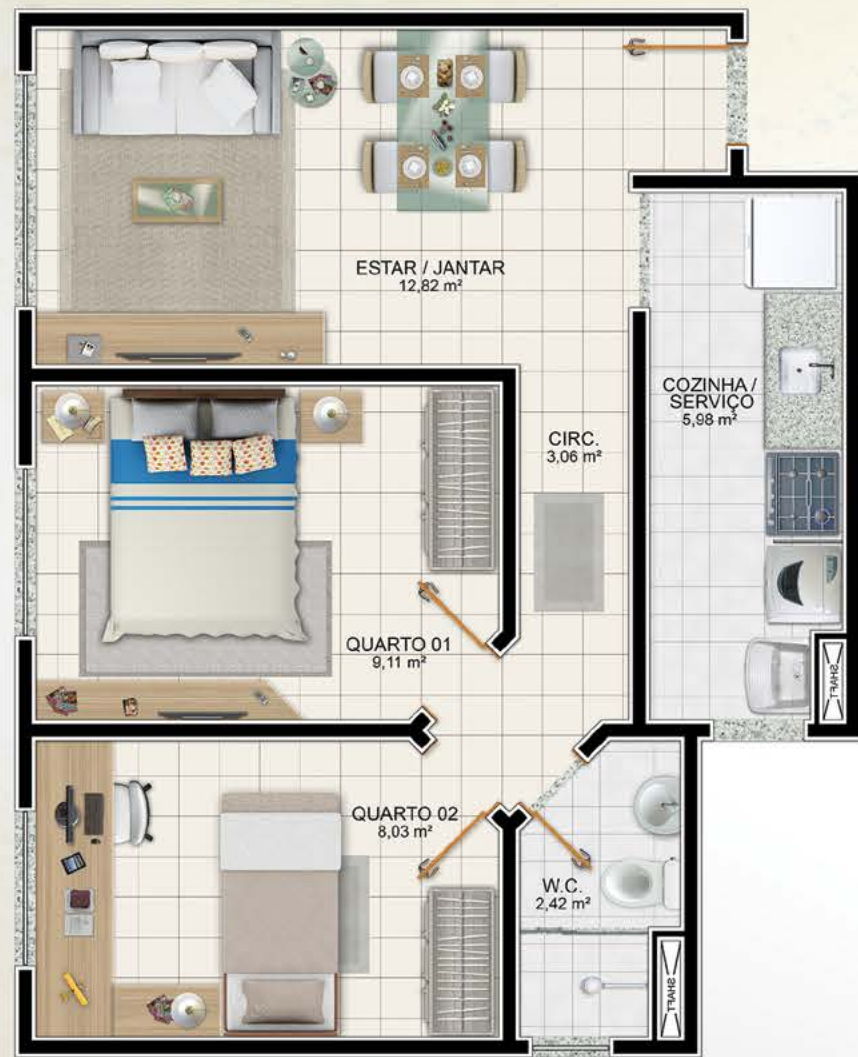 ESTAR / JANTAR
12,82 m²
COZINHA /
SERVIÇO
5,98 m²
CIRC.
3,06 m²
QUARTO 01
9,11 m²
SHAFT
QUARTO 02
8,03 m²
W.C.
2,42 m²
SHAFT